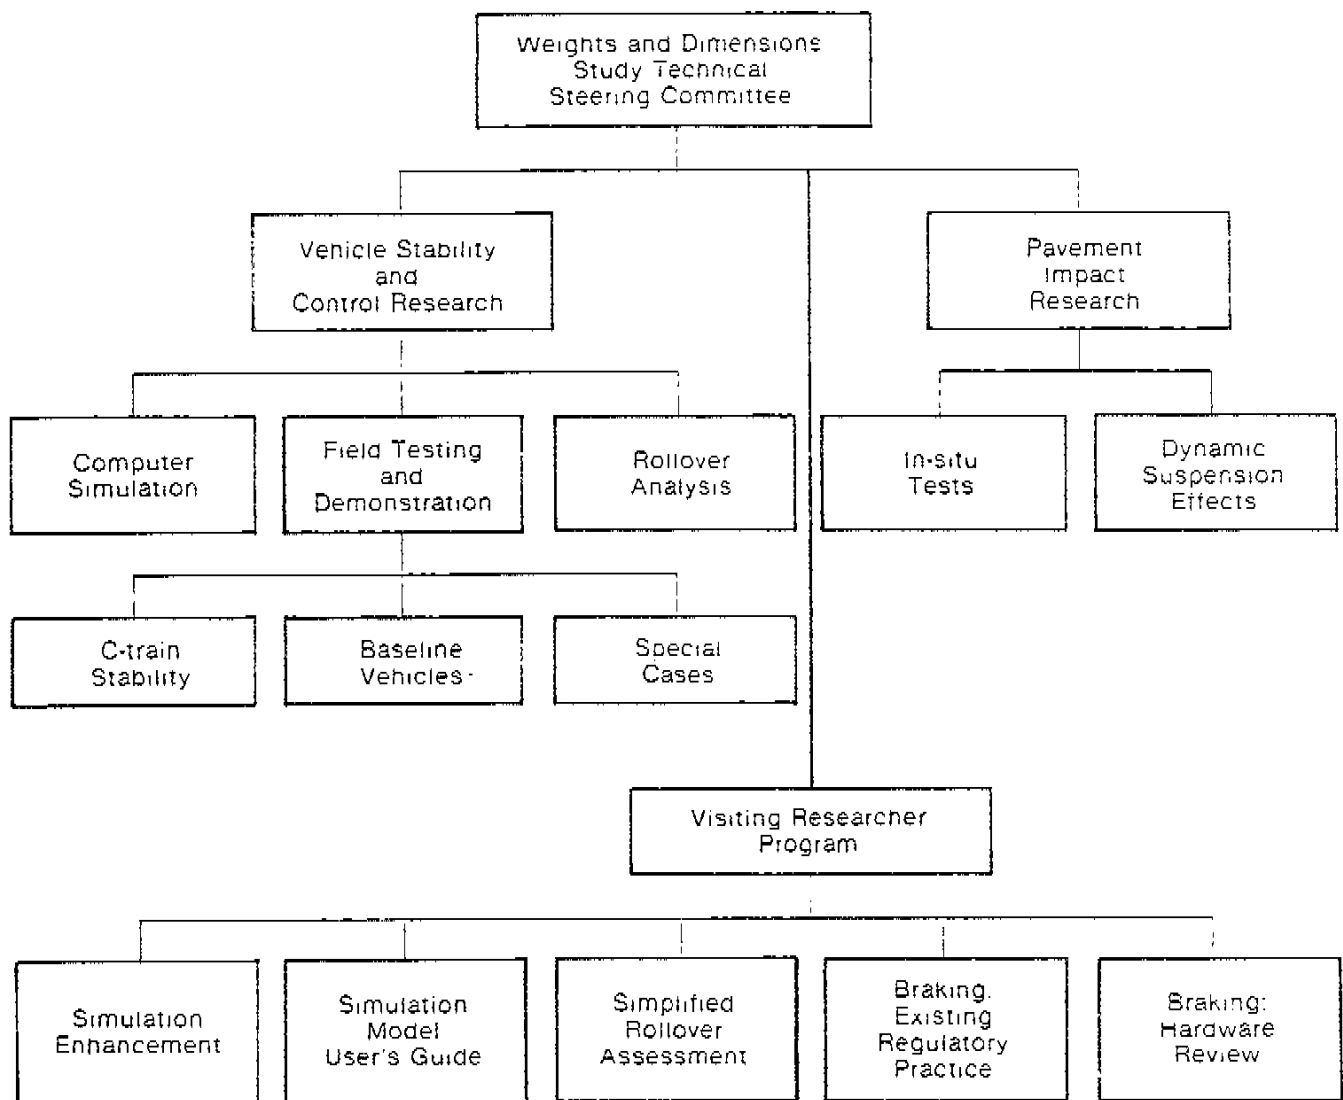 Weights and Dimensions
Study Technical
Steering Committee
Vehicle Stability
and
Control Research
Pavement
Impact
Research
Computer
Simulation
Field Testing
and
Demonstration
Rollover
Analysis
In-situ
Tests
Dynamic
Suspension
Effects
C-train
Stability
Baseline
Vehicles
Special
Cases
Visiting Researcher
Program
Simulation
Enhancement
Simulation
Model
User's Guide
Simplified
Rollover
Assessment
Braking.
Existing
Regulatory
Practice
Braking:
Hardware
Review